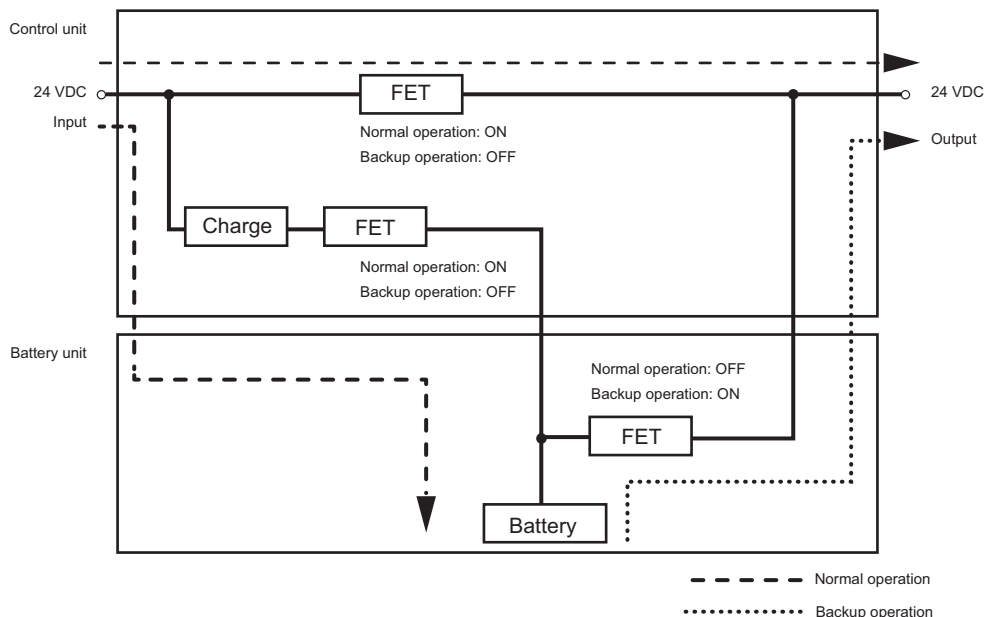 Control unit
24 VDC
Input
FET
Normal operation: ON
Backup operation: OFF
24 VDC
Output
Charge
FET
Normal operation: ON
Backup operation: OFF
Battery unit
Normal operation: OFF
Backup operation: ON
FET
Battery
Normal operation
Backup operation